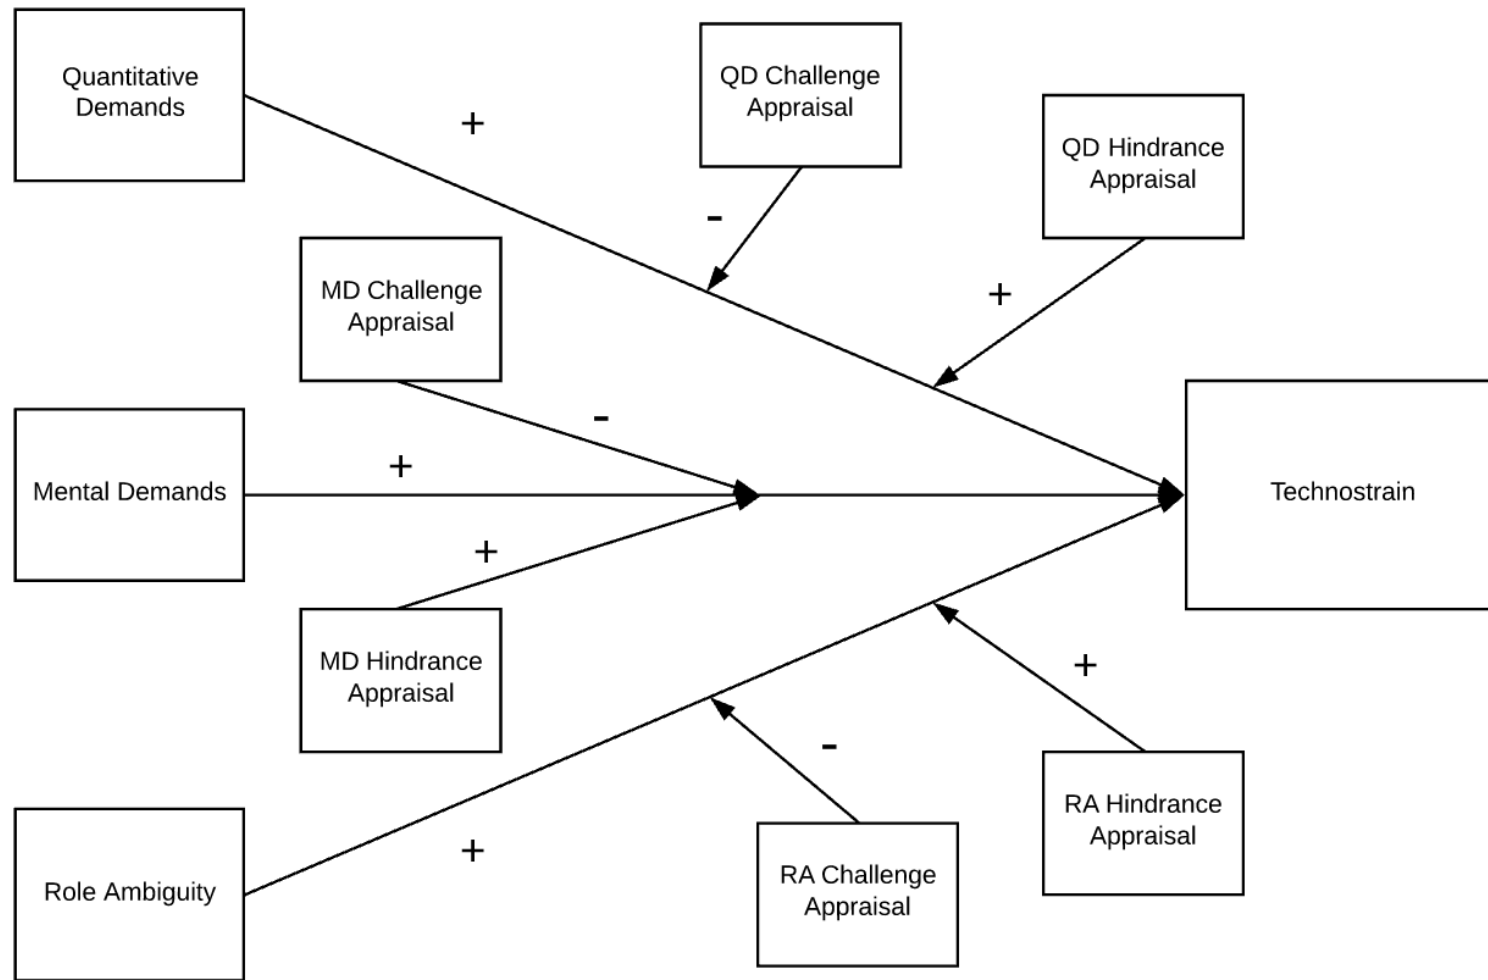 Quantitative
Demands
+
QD Challenge
Appraisal
-
QD Hindrance
Appraisal
+
MD Challenge
Appraisal
-
Mental Demands
+
Technostrain
+
MD Hindrance
Appraisal
+
RA Hindrance
Appraisal
-
RA Challenge
Appraisal
Role Ambiguity
+